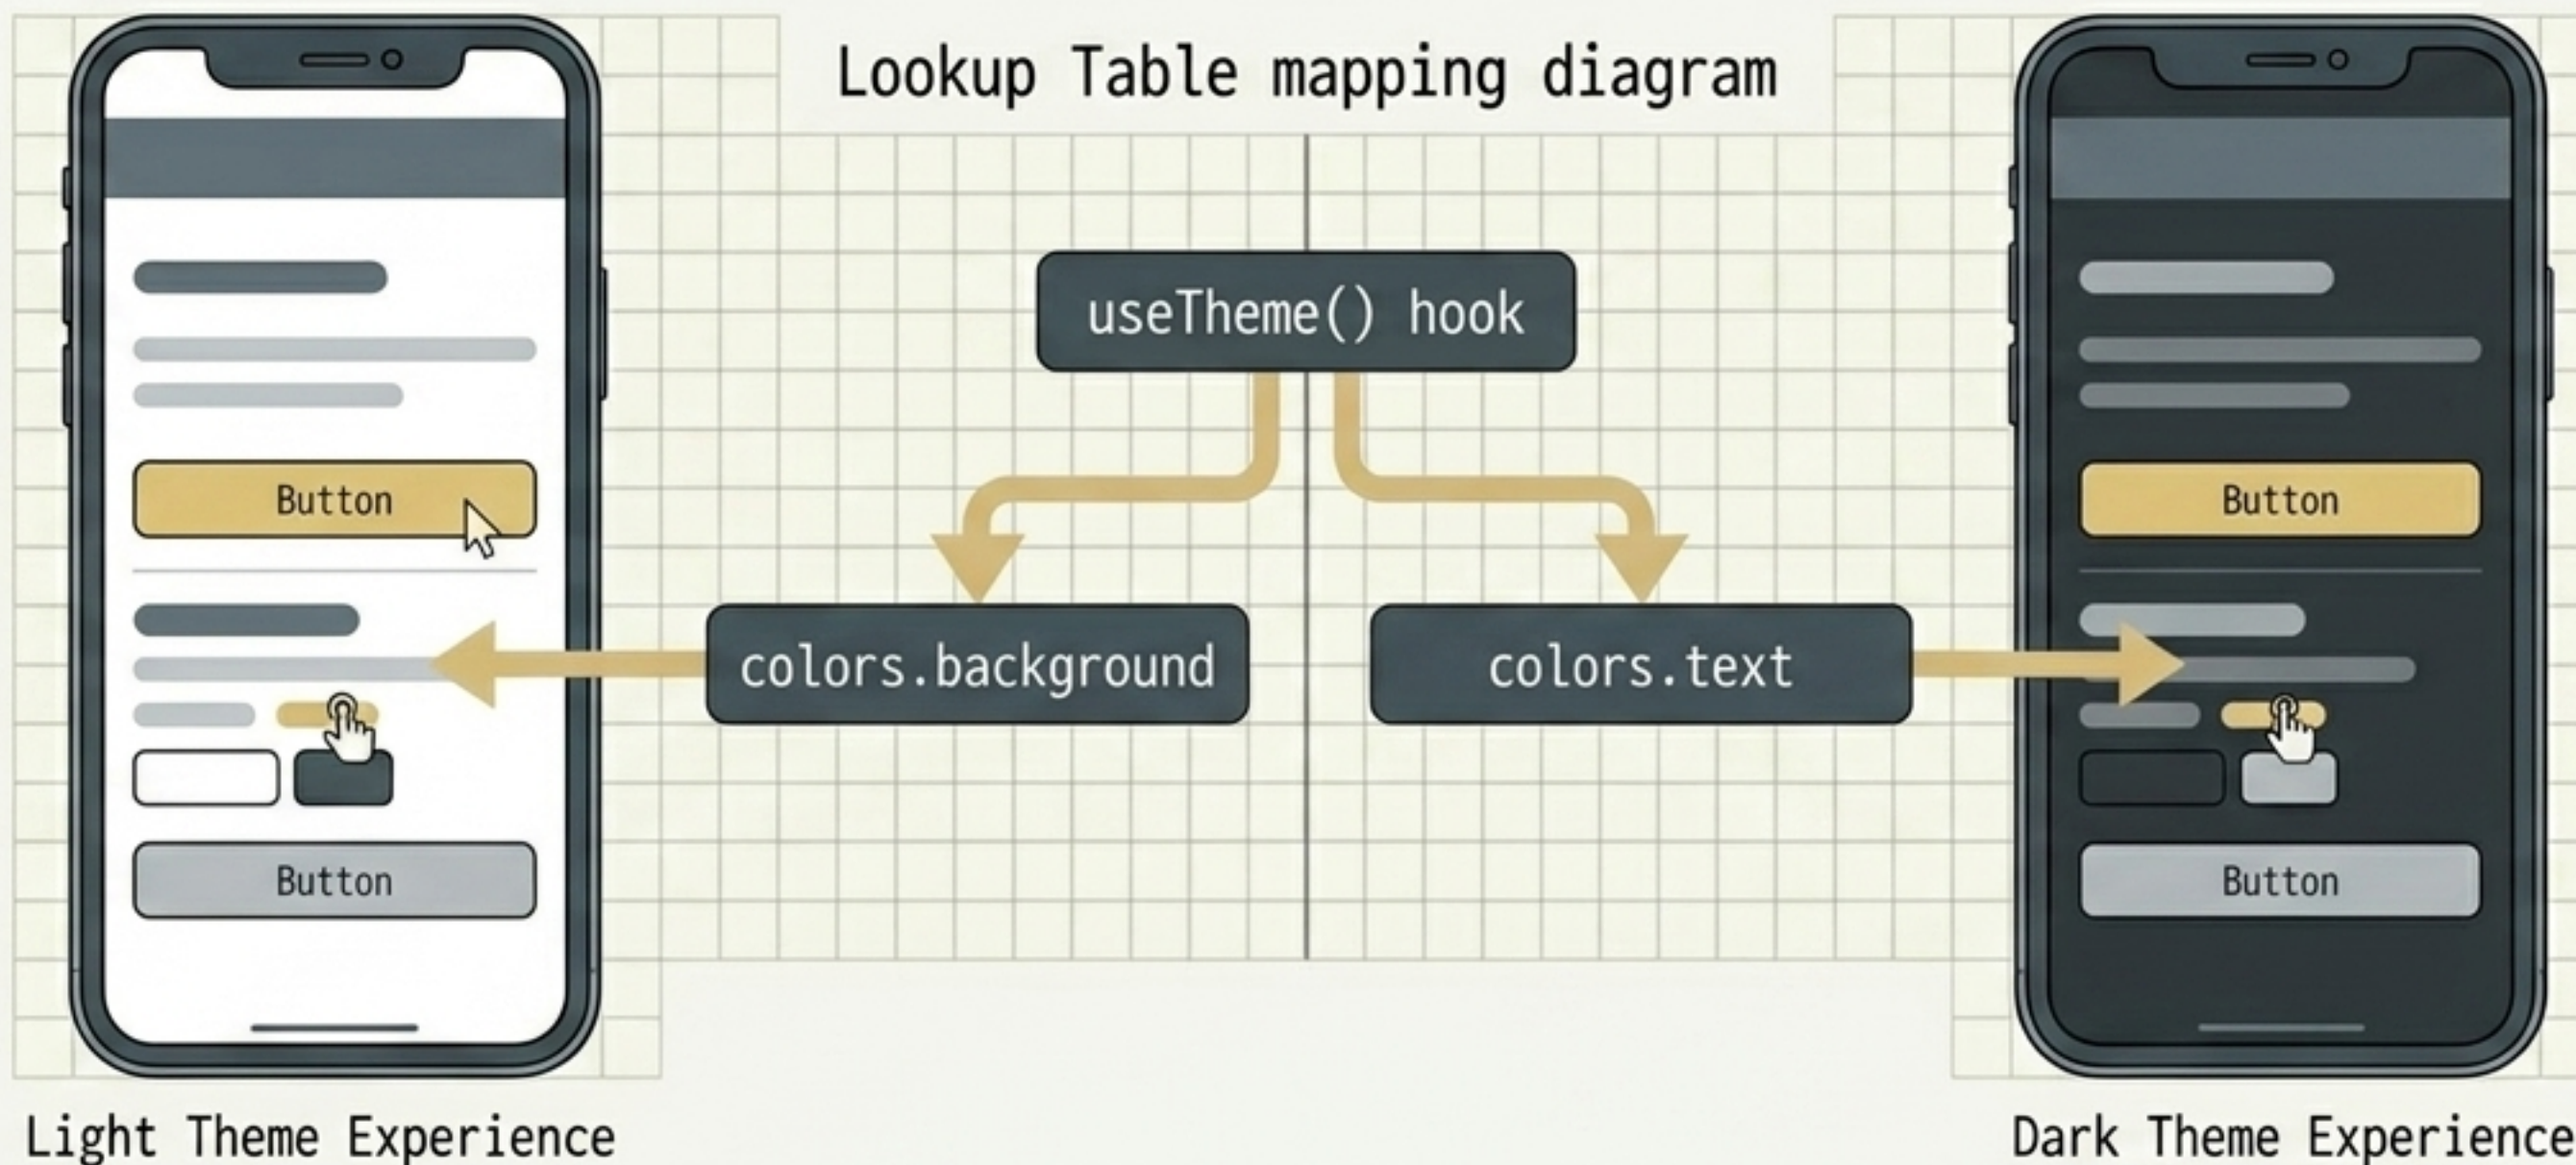 Lookup Table mapping diagram
useTheme() hook
Button
Button
colors.background
colors.text
Button
Button
Light Theme Experience
Dark Theme Experience